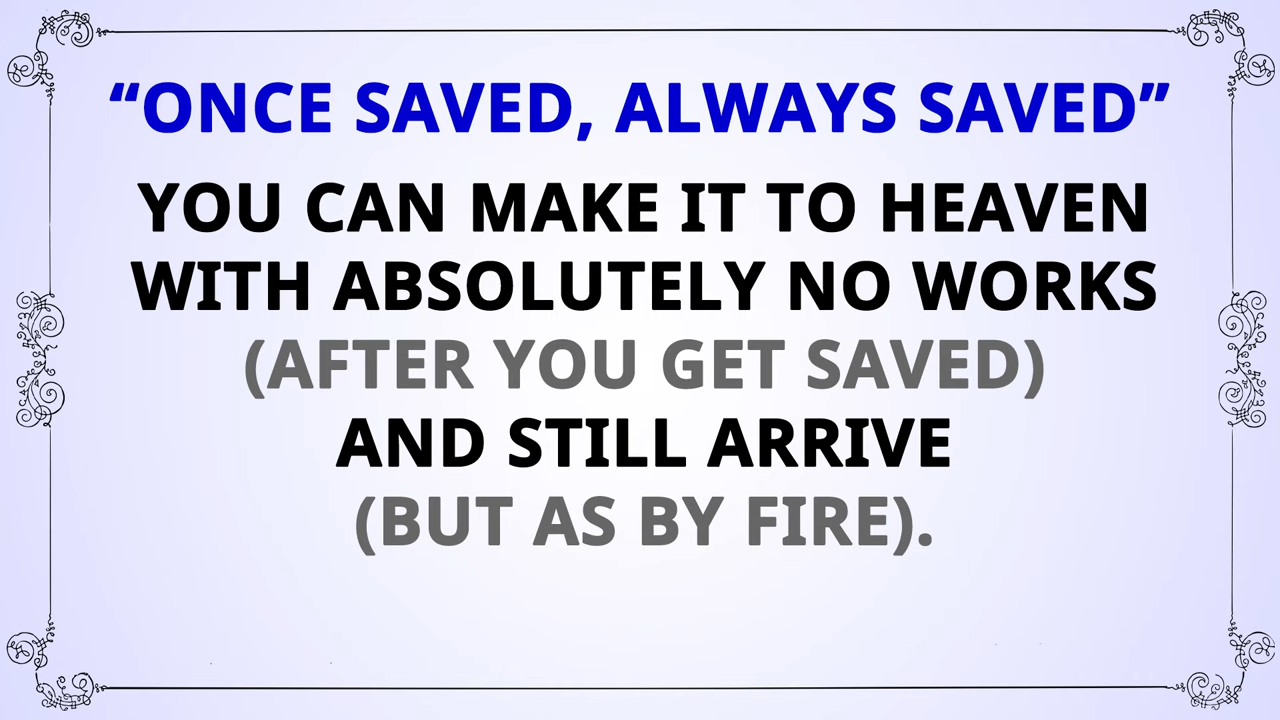 “ONCE SAVED, ALWAYS SAVED”
YOU CAN MAKE IT TO HEAVEN
WITH ABSOLUTELY NO WORKS
(AFTER YOU GET SAVED)
AND STILL ARRIVE
(BUT AS BY FIRE).